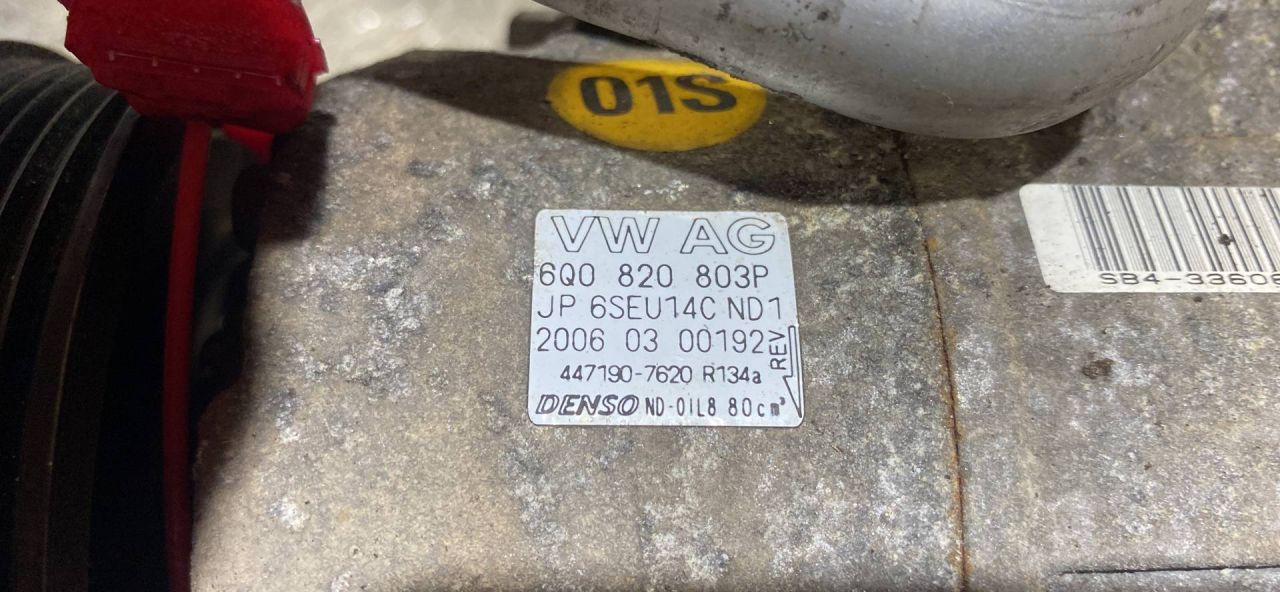 01S
VW AG
6Q0 820 803P
JP 6SEU14C ND1
2006 03 00192
REV
447190-7620 R134a
DENSO ND-OIL8 80cm³